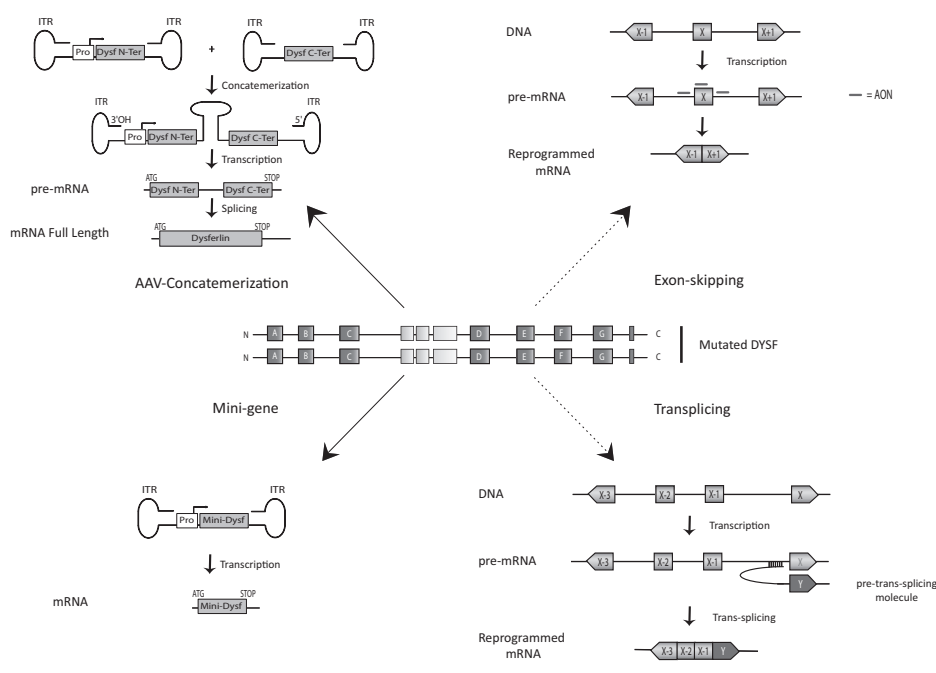 ITR ITR ITR ITR
Pro Dysf N-Ter + Dysf C-Ter
Concatemerization
ITR ITR
3'OH 5'
Pro Dysf N-Ter Dysf C-Ter
Transcription
ATG STOP
pre-mRNA Dysf N-Ter Dysf C-Ter
Splicing
mRNA Full Length ATG STOP
Dysferlin
AAV-Concatemerization
DNA X-1 X X+1
Transcription
pre-mRNA X-1 X X+1 = AON
Reprogrammed
mRNA
X-1 X+1
Exon-skipping
N A B C D E F G C
N A B C D E F G C
Mutated DYSF
Mini-gene
ITR ITR
Pro Mini-Dysf
Transcription
ATG STOP
mRNA Mini-Dysf
Transplicing
DNA X-3 X-2 X-1 X
Transcription
pre-mRNA X-3 X-2 X-1 X
Y
pre-trans-splicing
molecule
Trans-splicing
Reprogrammed
mRNA
X-3 X-2 X-1 Y